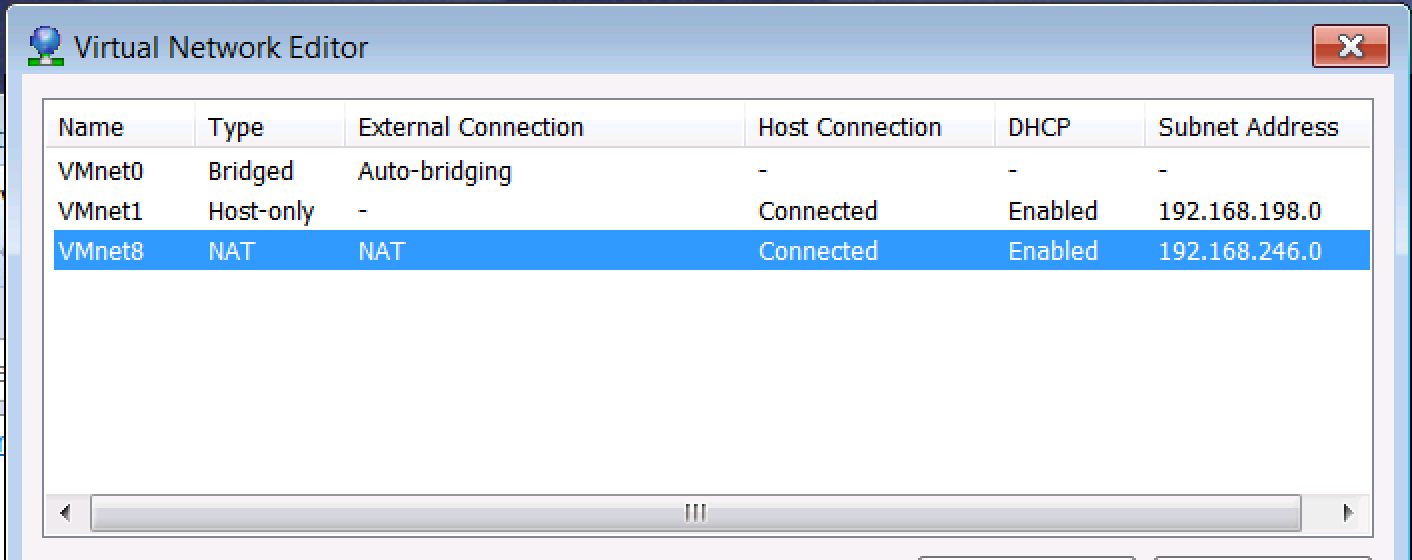 Virtual Network Editor
Name Type External Connection Host Connection DHCP Subnet Address
VMnet0 Bridged Auto-bridging - - -
VMnet1 Host-only - Connected Enabled 192.168.198.0
VMnet8 NAT NAT Connected Enabled 192.168.246.0